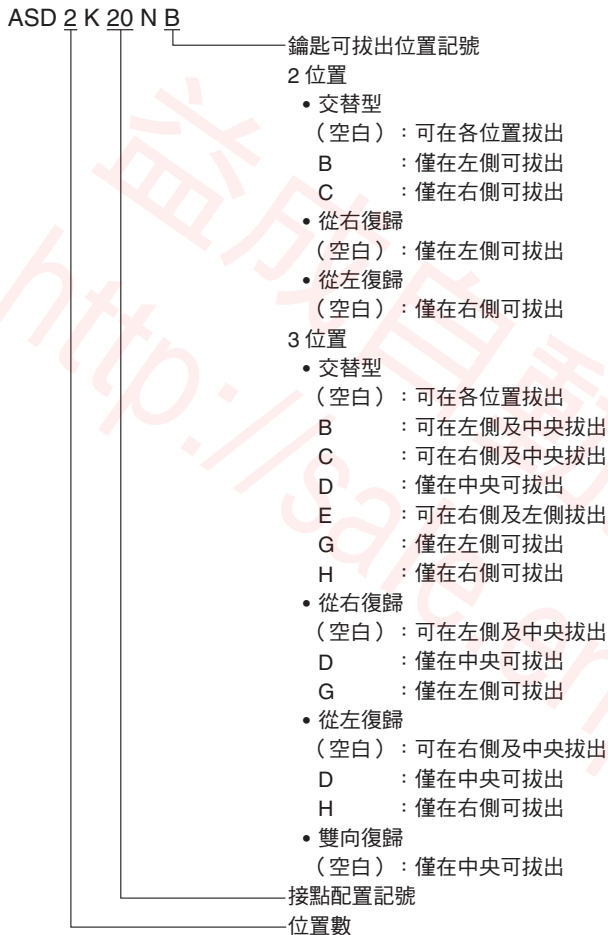 ASD 2 K 20 N B
鑰匙可拔出位置記號
2 位置
• 交替型
（空白）：可在各位置拔出
B ：僅在左側可拔出
C ：僅在右側可拔出
• 從右復歸
（空白）：僅在左側可拔出
• 從左復歸
（空白）：僅在右側可拔出
3 位置
• 交替型
（空白）：可在各位置拔出
B ：可在左側及中央拔出
C ：可在右側及中央拔出
D ：僅在中央可拔出
E ：可在右側及左側拔出
G ：僅在左側可拔出
H ：僅在右側可拔出
• 從右復歸
（空白）：可在左側及中央拔出
D ：僅在中央可拔出
G ：僅在左側可拔出
• 從左復歸
（空白）：可在右側及中央拔出
D ：僅在中央可拔出
H ：僅在右側可拔出
• 雙向復歸
（空白）：僅在中央可拔出
接點配置記號
位置數
益成自動
http://sale.en